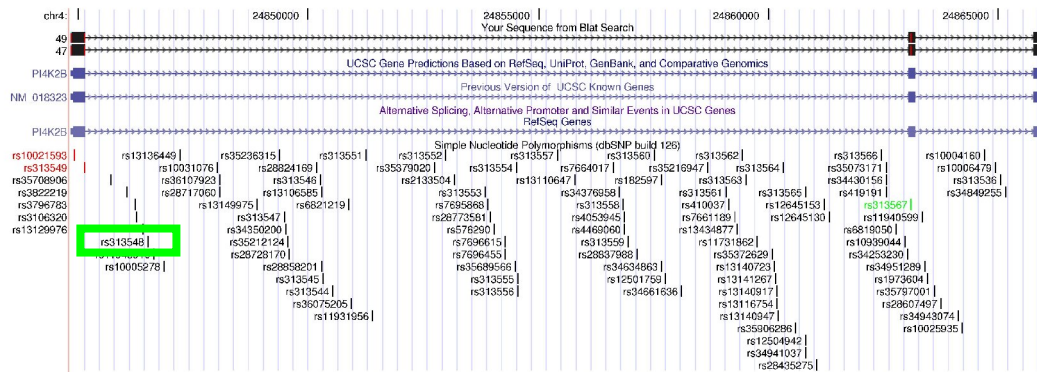 chr4: 24850000 24855000 24860000 24865000
Your Sequence from Blat Search
49
47
UCSC Gene Predictions Based on RefSeq, UniProt, GenBank, and Comparative Genomics
PI4K2B
Previous Version of UCSC Known Genes
NM_018323
Alternative Splicing, Alternative Promoter and Similar Events in UCSC Genes
RefSeq Genes
PI4K2B
Simple Nucleotide Polymorphisms (dbSNP build 126)
rs10021593 rs13136449 rs35236315 rs313551 rs313552 rs313557 rs313560 rs313562 rs313566 rs10004160
rs313549 rs10031076 rs28824169 rs35379020 rs313554 rs7664017 rs35216947 rs35073171 rs10006479
rs35708906 rs36107923 rs313546 rs2133504 rs13110647 rs182597 rs313563 rs34430156 rs313536
rs3822219 rs28717060 rs13106585 rs313553 rs34376958 rs313561 rs313565 rs419191 rs34849255
rs3796783 rs13149975 rs6821219 rs7695868 rs313558 rs410037 rs12645153 rs313567
rs3106320 rs313547 rs28773581 rs4053945 rs7661189 rs12645130 rs11940599
rs13129976 rs34350200 rs576290 rs4469060 rs13434877 rs6819050
rs313548 rs35212124 rs7696615 rs313559 rs11731862 rs10939044
rs28728170 rs7696455 rs28837988 rs35372629 rs34253230
rs10005278 rs28858201 rs35689566 rs34634863 rs13140723 rs34951289
rs313545 rs313555 rs12501759 rs13141267 rs1973604
rs313544 rs313556 rs34661636 rs13140917 rs35797001
rs36075205 rs13116754 rs28607497
rs11931956 rs13140947 rs34943074
rs35906286 rs10025935
rs12504942
rs34941037
rs28435275